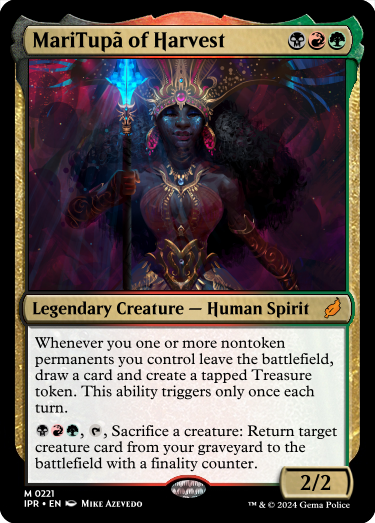 MariTupã of Harvest
Legendary Creature — Human Spirit
Whenever you one or more nontoken
permanents you control leave the battlefield,
draw a card and create a tapped Treasure
token. This ability triggers only once each
turn.
, , Sacrifice a creature: Return target
creature card from your graveyard to the
battlefield with a finality counter.
2/2
M 0221
IPR • EN Mike Azevedo
™ & © 2024 Gema Police